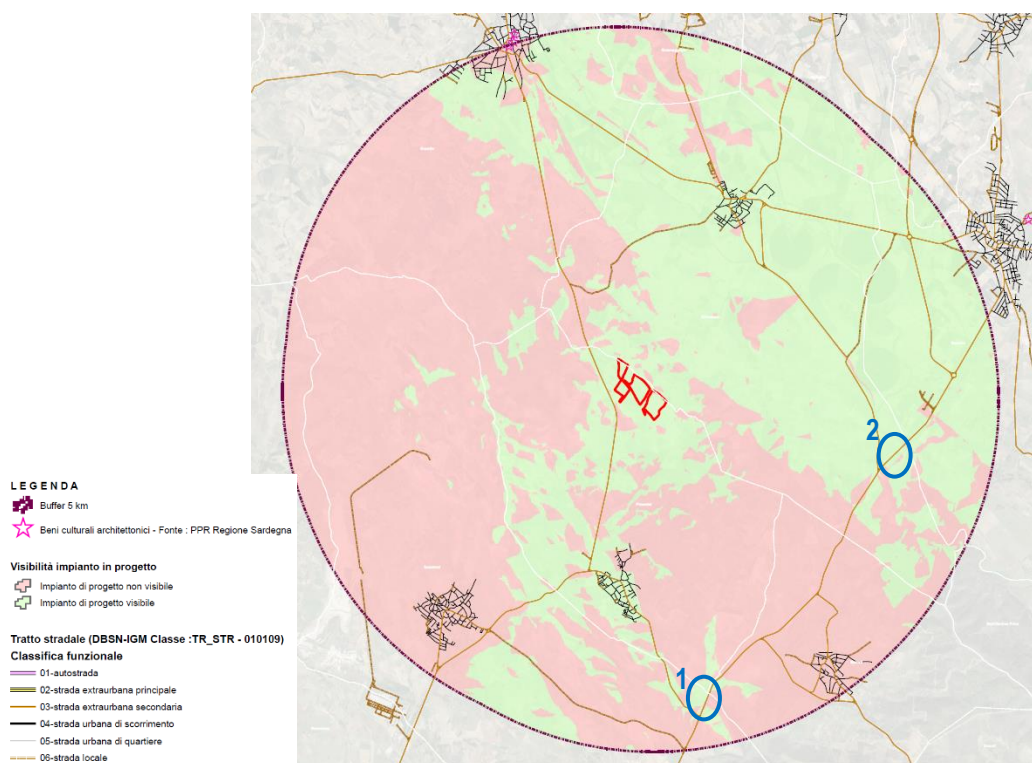 2
1
L E G E N D A
Buffer 5 km
Beni culturali architettonici - Fonte : PPR Regione Sardegna
Visibilità impianto in progetto
Impianto di progetto non visibile
Impianto di progetto visibile
Tratto stradale (DBSN-IGM Classe :TR_STR - 010109)
Classifica funzionale
01-autostrada
02-strada extraurbana principale
03-strada extraurbana secondaria
04-strada urbana di scorrimento
05-strada urbana di quartiere
06-strada locale